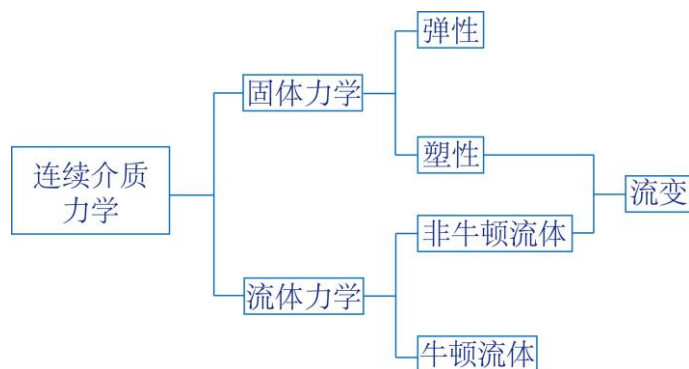 弹性
固体力学
连续介质
力学
塑性
流变
非牛顿流体
流体力学
牛顿流体